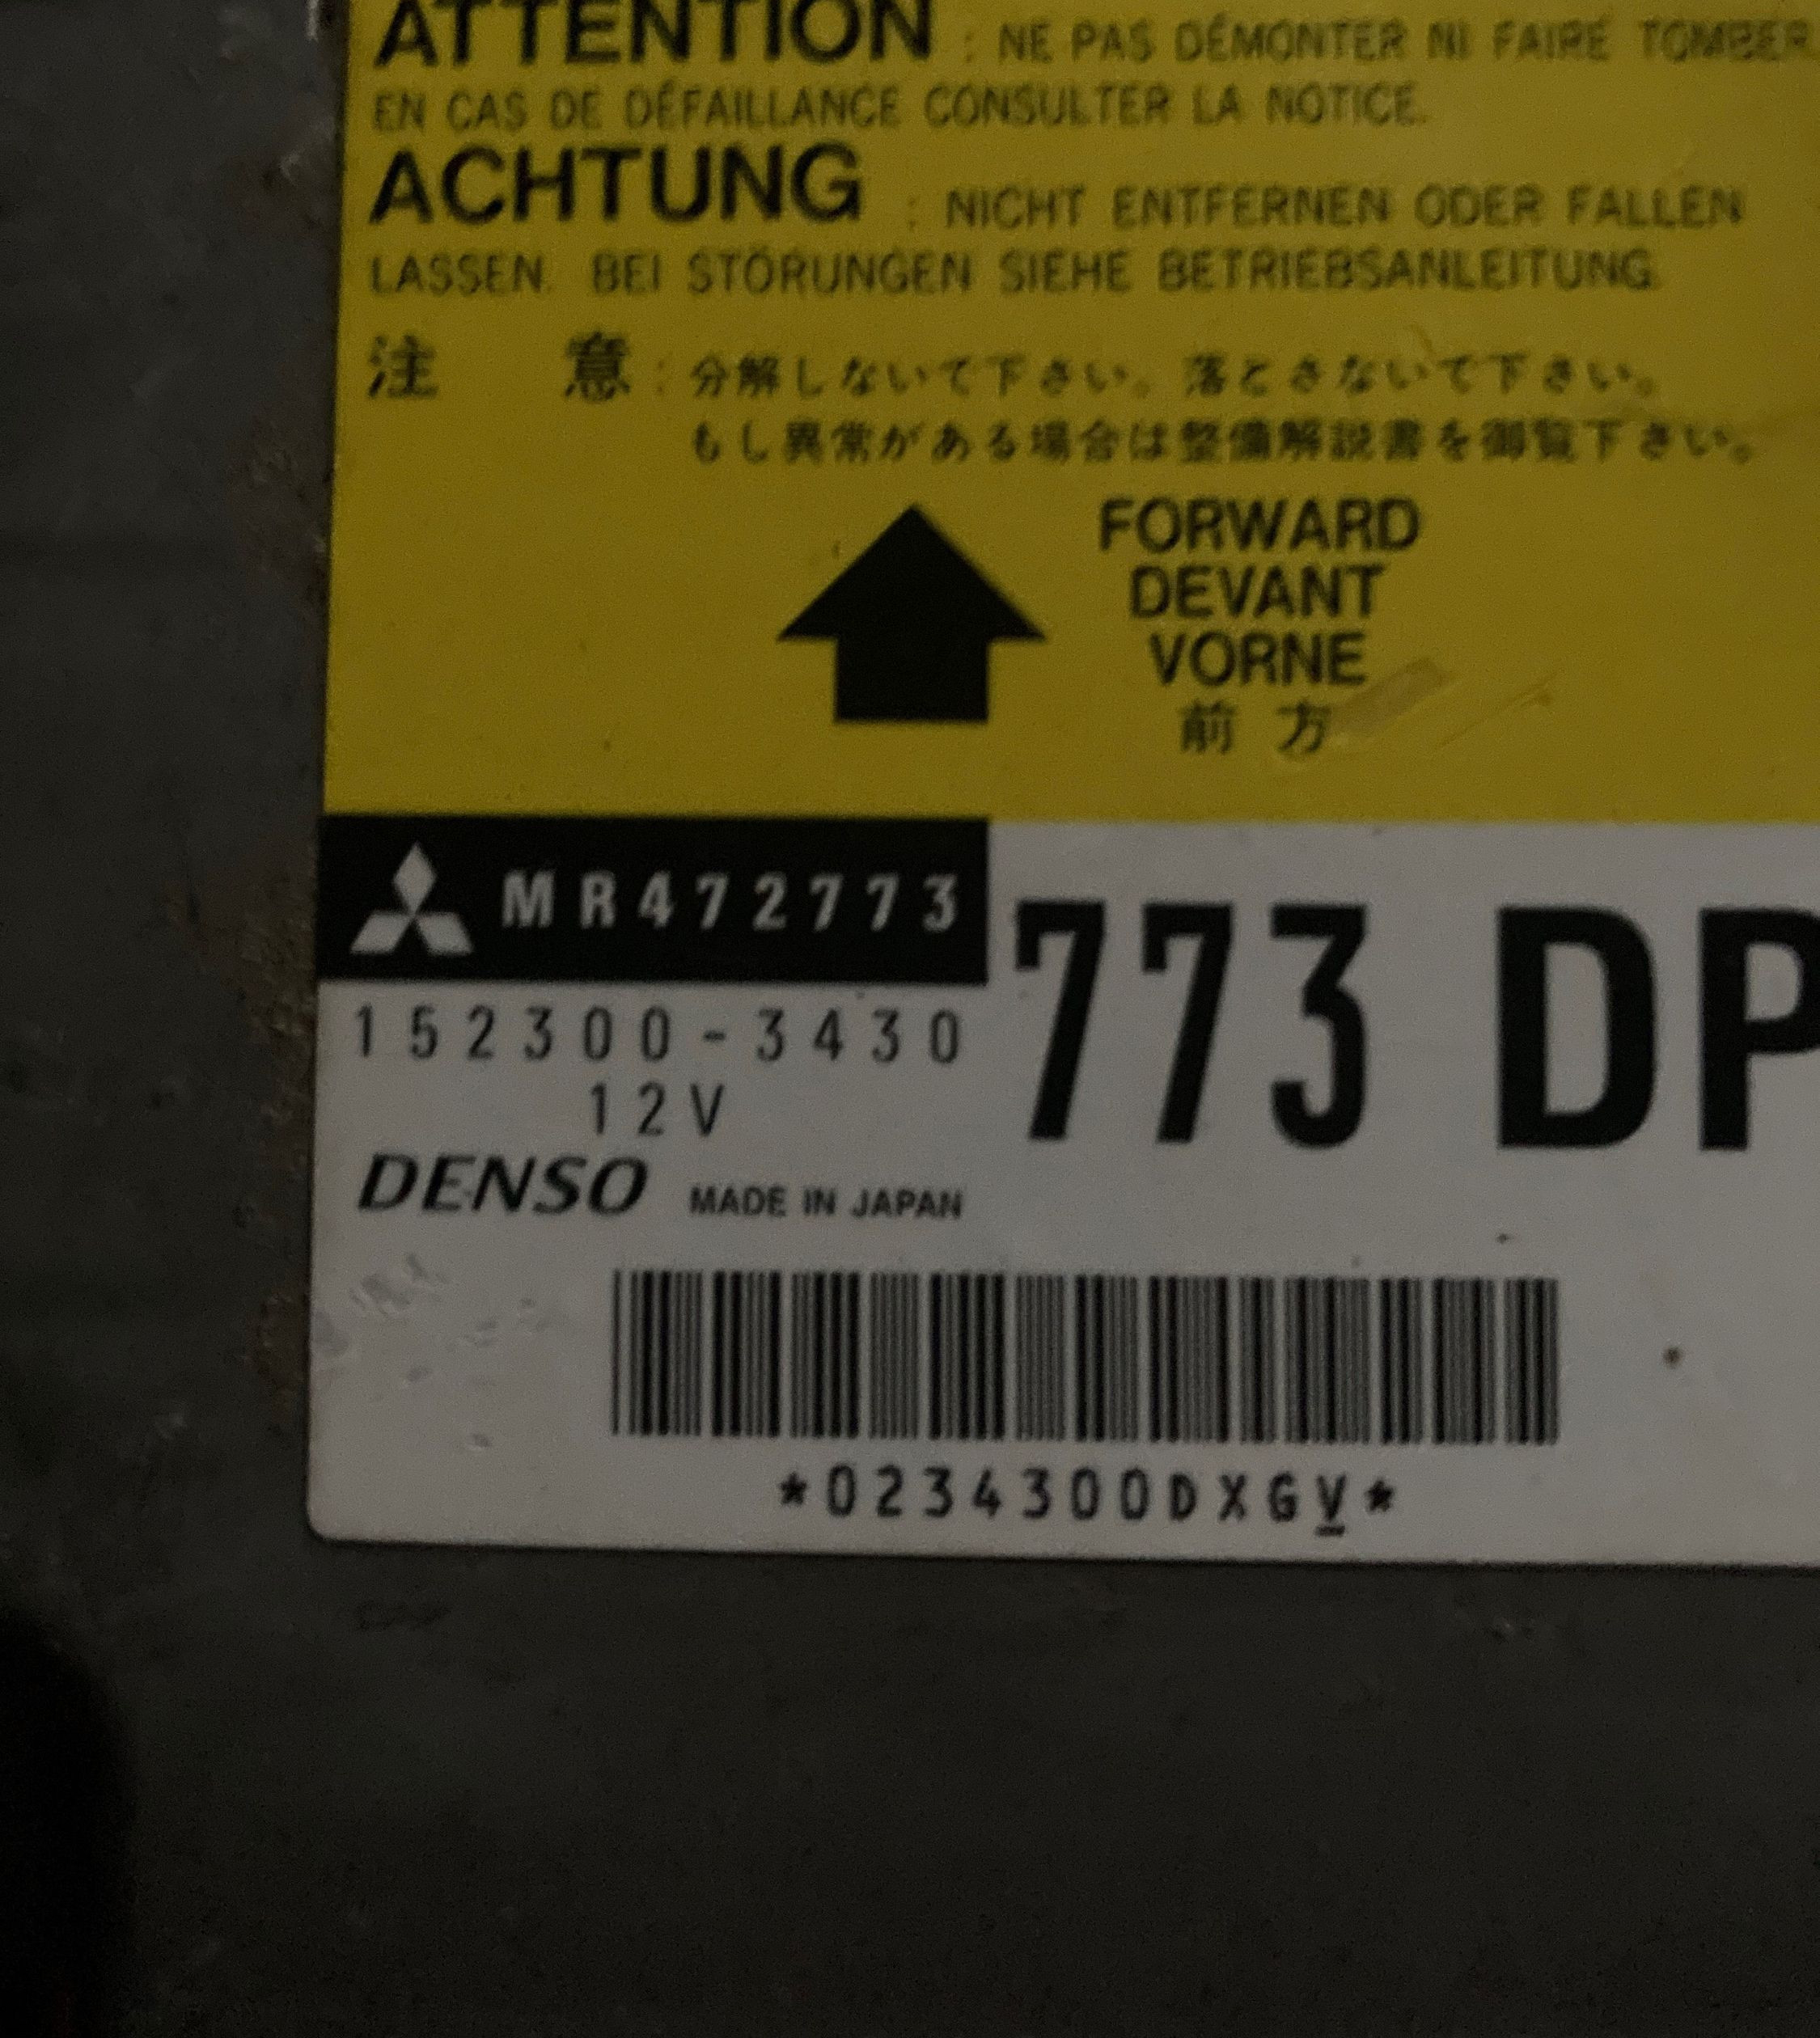 ATTENTION : NE PAS DÉMONTER NI FAIRE TOMBER
EN CAS DE DÉFAILLANCE CONSULTER LA NOTICE.
ACHTUNG : NICHT ENTFERNEN ODER FALLEN
LASSEN. BEI STÖRUNGEN SIEHE BETRIEBSANLEITUNG.
注 意 : 分解しないで下さい。落とさないで下さい。
もし異常がある場合は整備解説書を御覧下さい。
FORWARD
DEVANT
VORNE
前方
MR472773
773 DP
152300-3430
12V
DENSO MADE IN JAPAN
*0234300DXGV*